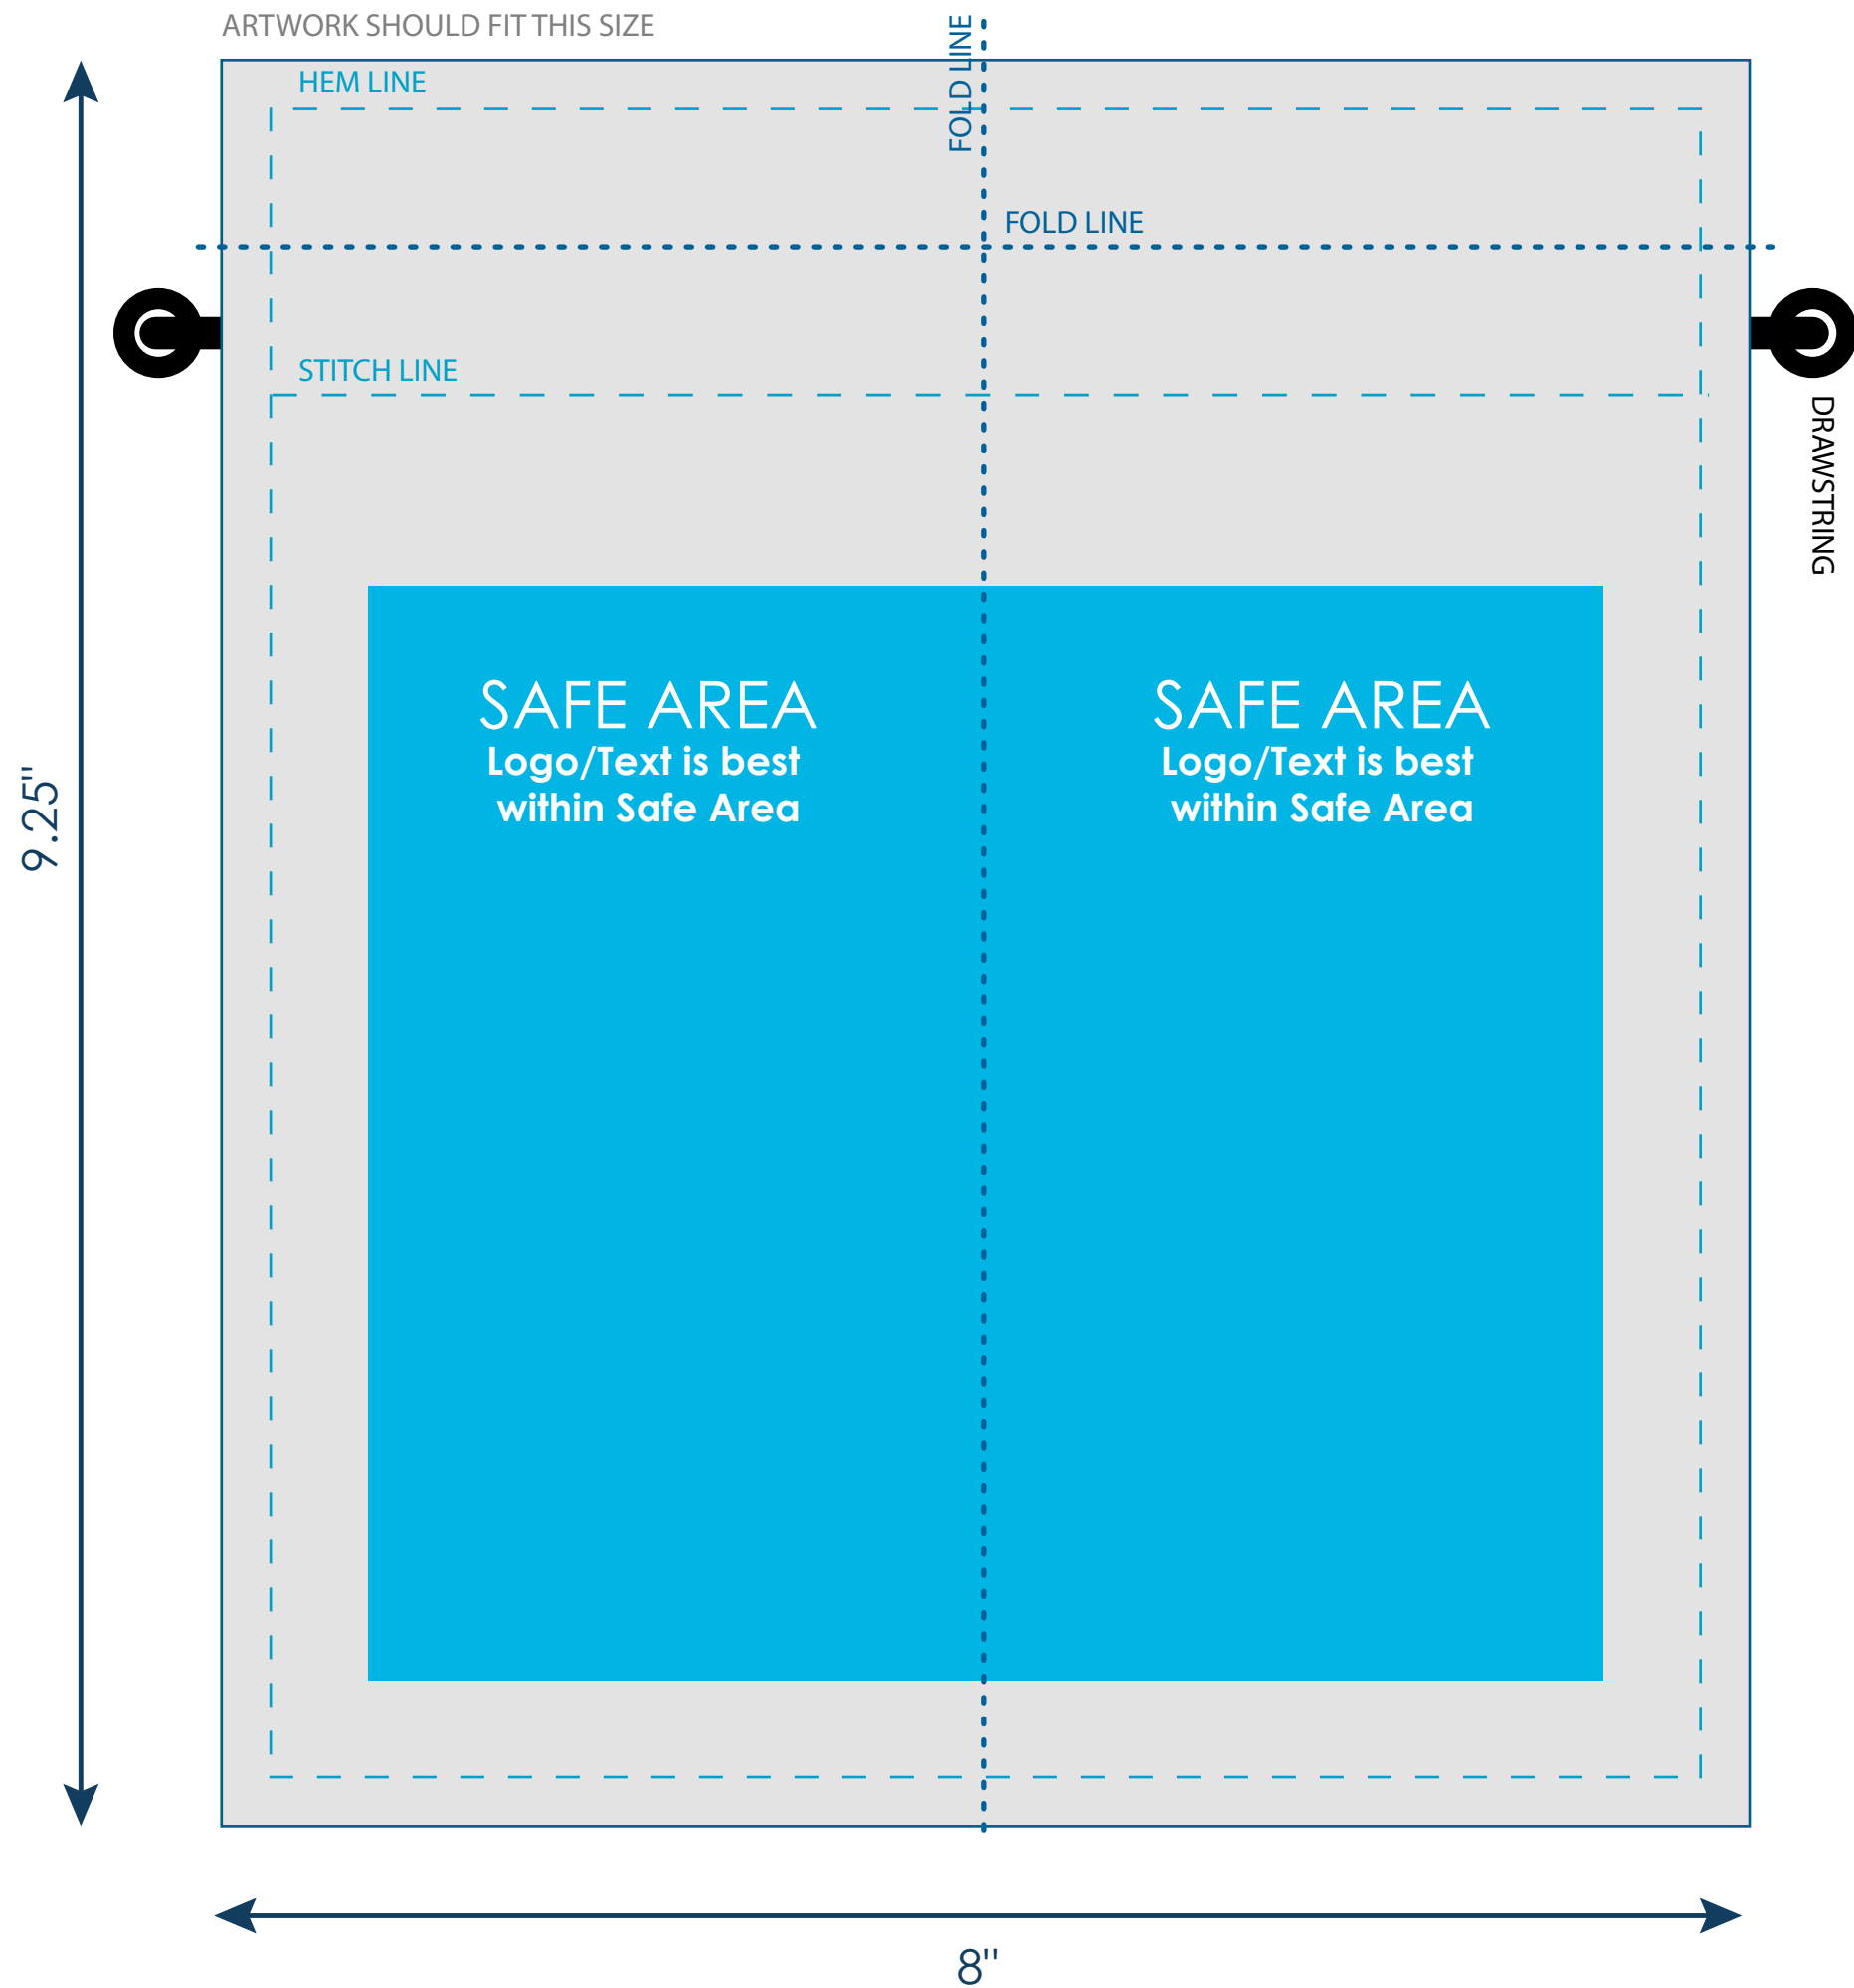 ARTWORK SHOULD FIT THIS SIZE
FOLD LINE
HEM LINE
FOLD LINE
STITCH LINE
DRAWSTRING
SAFE AREA
Logo/Text is best
within Safe Area
SAFE AREA
Logo/Text is best
within Safe Area
9.25"
8"